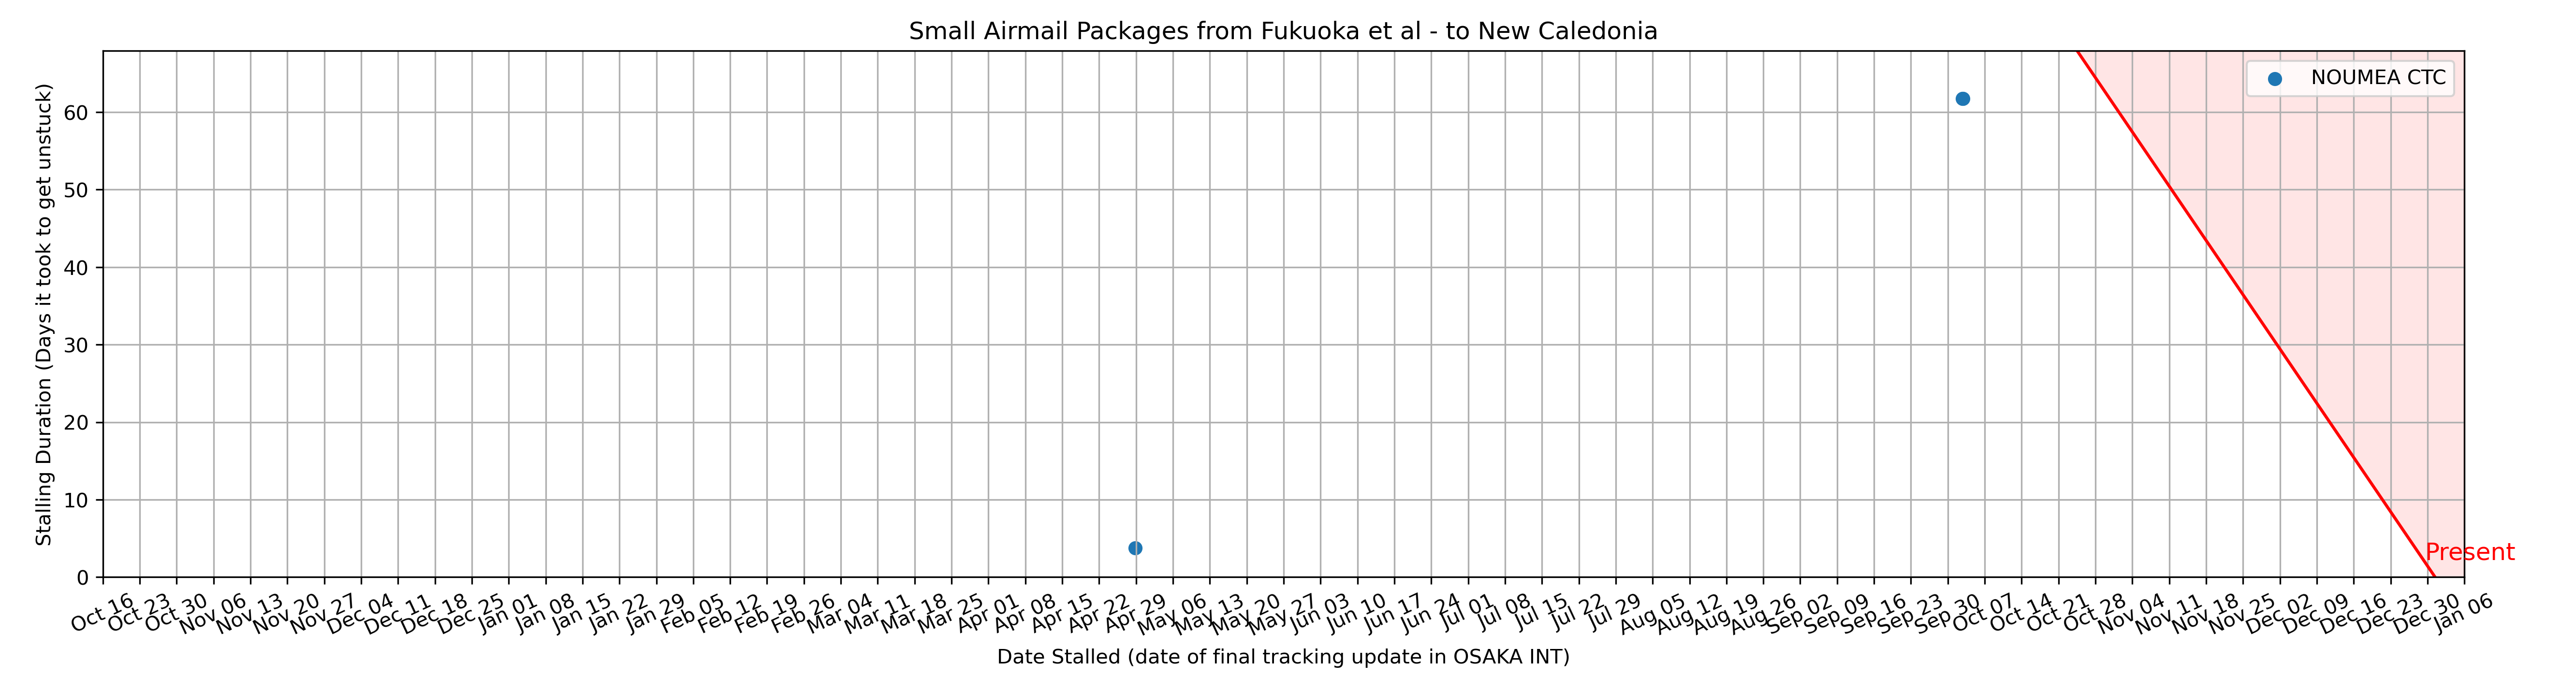 Small Airmail Packages from Fukuoka et al - to New Caledonia
NOUMEA CTC
Stalling Duration (Days it took to get unstuck)
60
50
40
30
20
10
0
Present
Oct 16
Oct 23
Oct 30
Nov 06
Nov 13
Nov 20
Nov 27
Dec 04
Dec 11
Dec 18
Dec 25
Jan 01
Jan 08
Jan 15
Jan 22
Jan 29
Feb 05
Feb 12
Feb 19
Feb 26
Mar 04
Mar 11
Mar 18
Mar 25
Apr 01
Apr 08
Apr 15
Apr 22
Apr 29
May 06
May 13
May 20
May 27
Jun 03
Jun 10
Jun 17
Jun 24
Jul 01
Jul 08
Jul 15
Jul 22
Jul 29
Aug 05
Aug 12
Aug 19
Aug 26
Sep 02
Sep 09
Sep 16
Sep 23
Sep 30
Oct 07
Oct 14
Oct 21
Oct 28
Nov 04
Nov 11
Nov 18
Nov 25
Dec 02
Dec 09
Dec 16
Dec 23
Dec 30
Jan 06
Date Stalled (date of final tracking update in OSAKA INT)